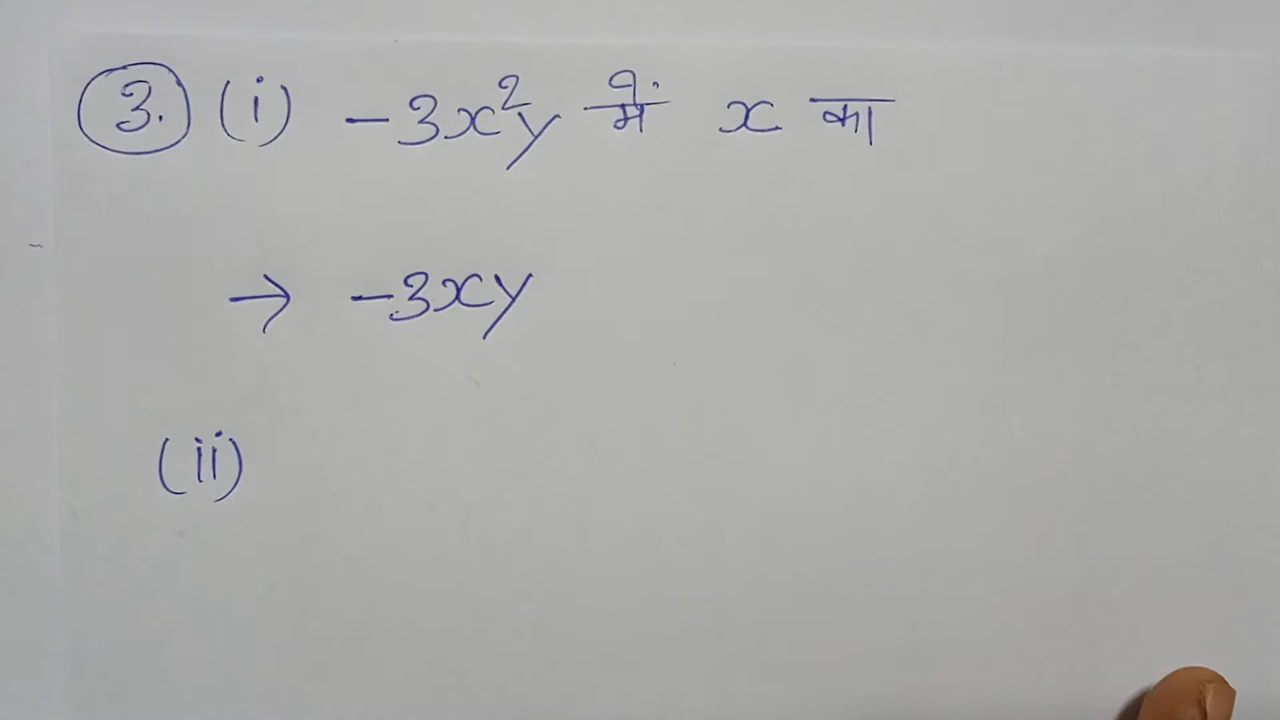 3. (i) -3x²y में x का
→ -3xy
(ii)